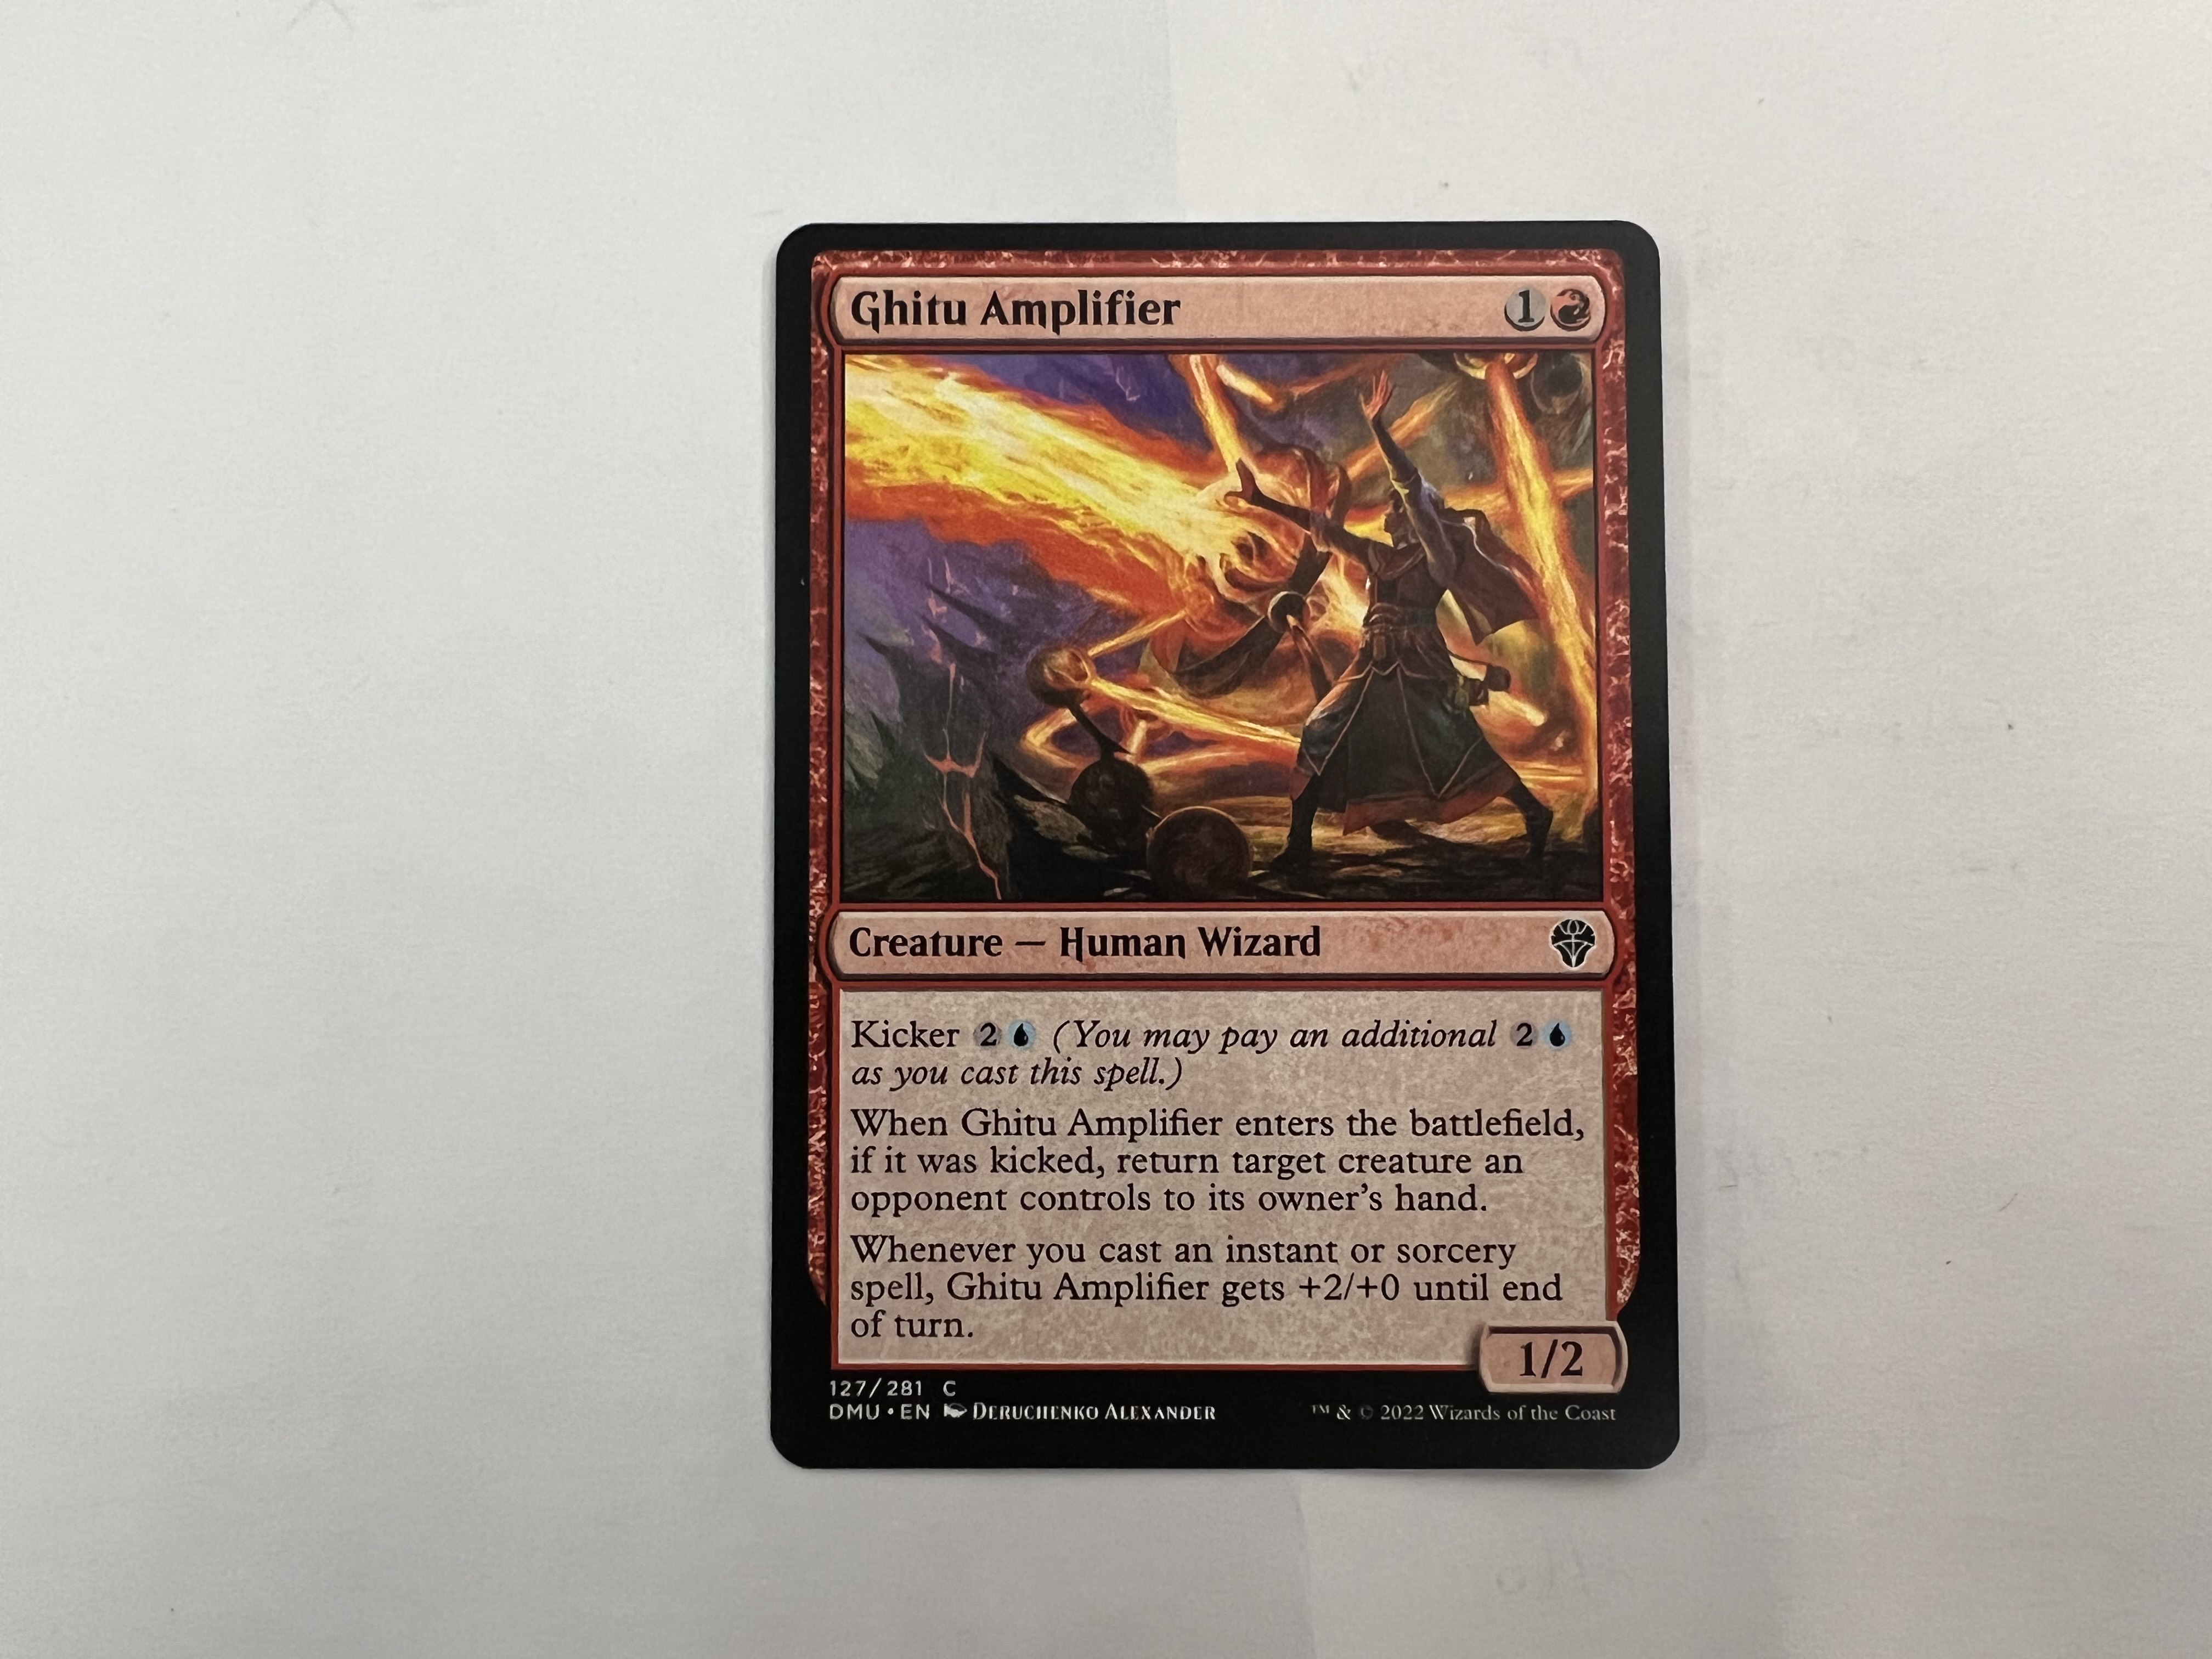 Ghitu Amplifier 1
Creature — Human Wizard
Kicker 2 (You may pay an additional 2
as you cast this spell.)
When Ghitu Amplifier enters the battlefield,
if it was kicked, return target creature an
opponent controls to its owner's hand.
Whenever you cast an instant or sorcery
spell, Ghitu Amplifier gets +2/+0 until end
of turn.
1/2
127/281 C
DMU • EN Deruchenko Alexander ™ & © 2022 Wizards of the Coast